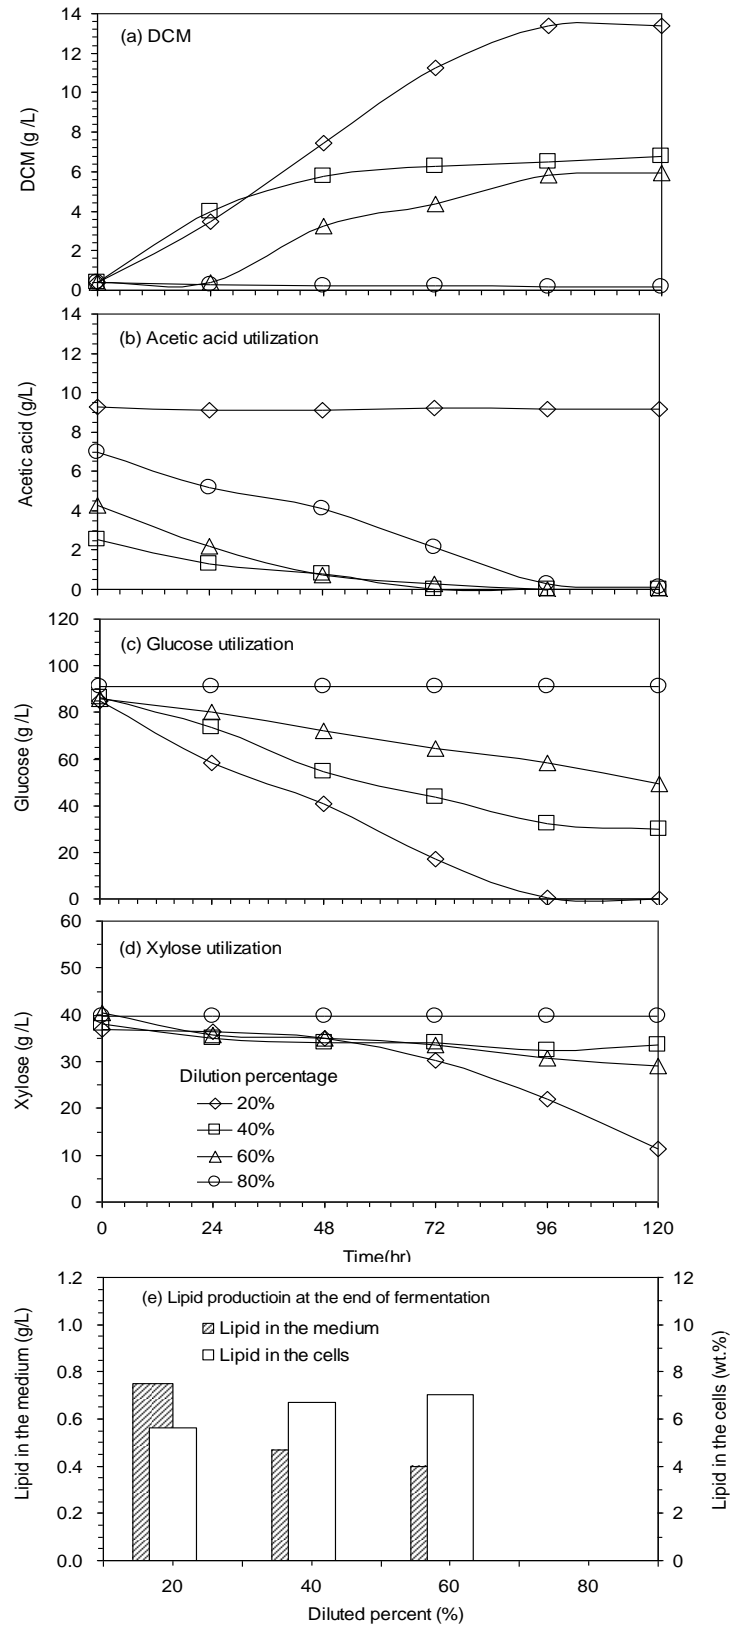 (a) DCM
DCM (g /L)
14
12
10
8
6
4
2
0
(b) Acetic acid utilization
Acetic acid (g/L)
14
12
10
8
6
4
2
0
(c) Glucose utilization
Glucose (g /L)
120
100
80
60
40
20
0
(d) Xylose utilization
Xylose (g /L)
60
50
40
30
20
10
0
Dilution percentage
20%
40%
60%
80%
0 24 48 72 96 120
Time(hr)
(e) Lipid productioin at the end of fermentation
Lipid in the medium
Lipid in the cells
Lipid in the medium (g/L)
1.2
1.0
0.8
0.6
0.4
0.2
0.0
12
10
8
6
4
2
0
Lipid in the cells (wt.%)
20 40 60 80
Diluted percent (%)